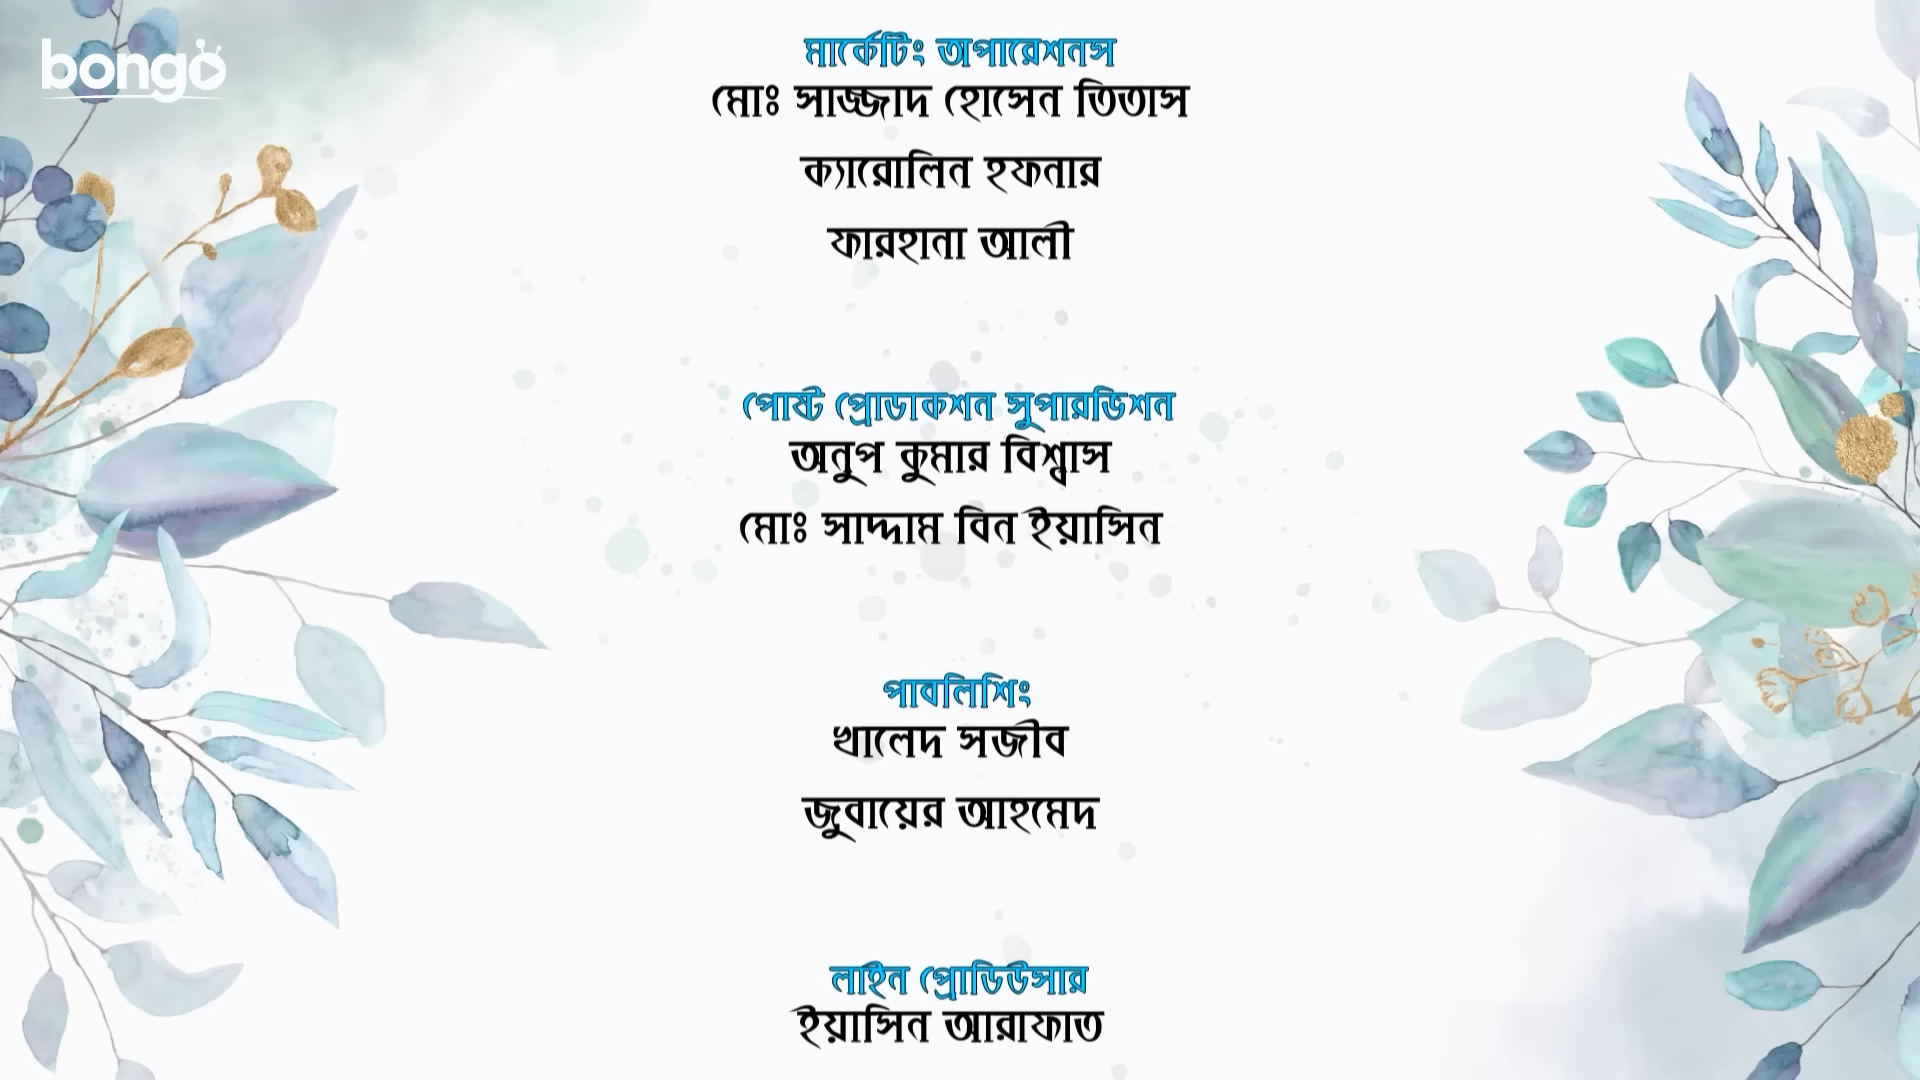 bongo
মার্কেটিং অপারেশনস
মোঃ সাজ্জাদ হোসেন তিতাস
ক্যারোলিন হফনার
ফারহানা আলী
পোষ্ট প্রোডাকশন সুপারভিশন
অনুপ কুমার বিশ্বাস
মোঃ সাদ্দাম বিন ইয়াসিন
পাবলিশিং
খালেদ সজীব
জুবায়ের আহমেদ
লাইন প্রোডিউসার
ইয়াসিন আরাফাত